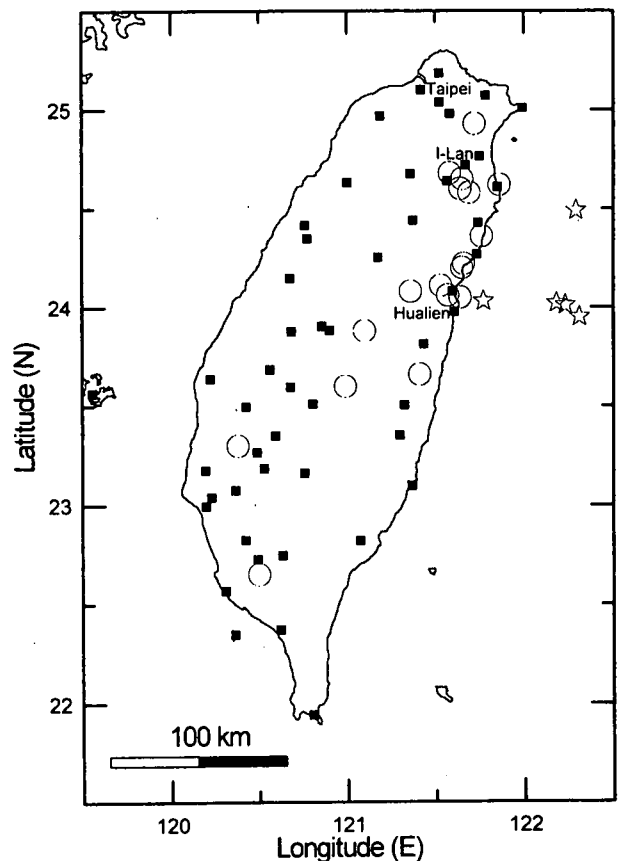 25
Taipei
I-Lan
24
Hualien
Latitude (N)
23
22
100 km
120
121
122
Longitude (E)